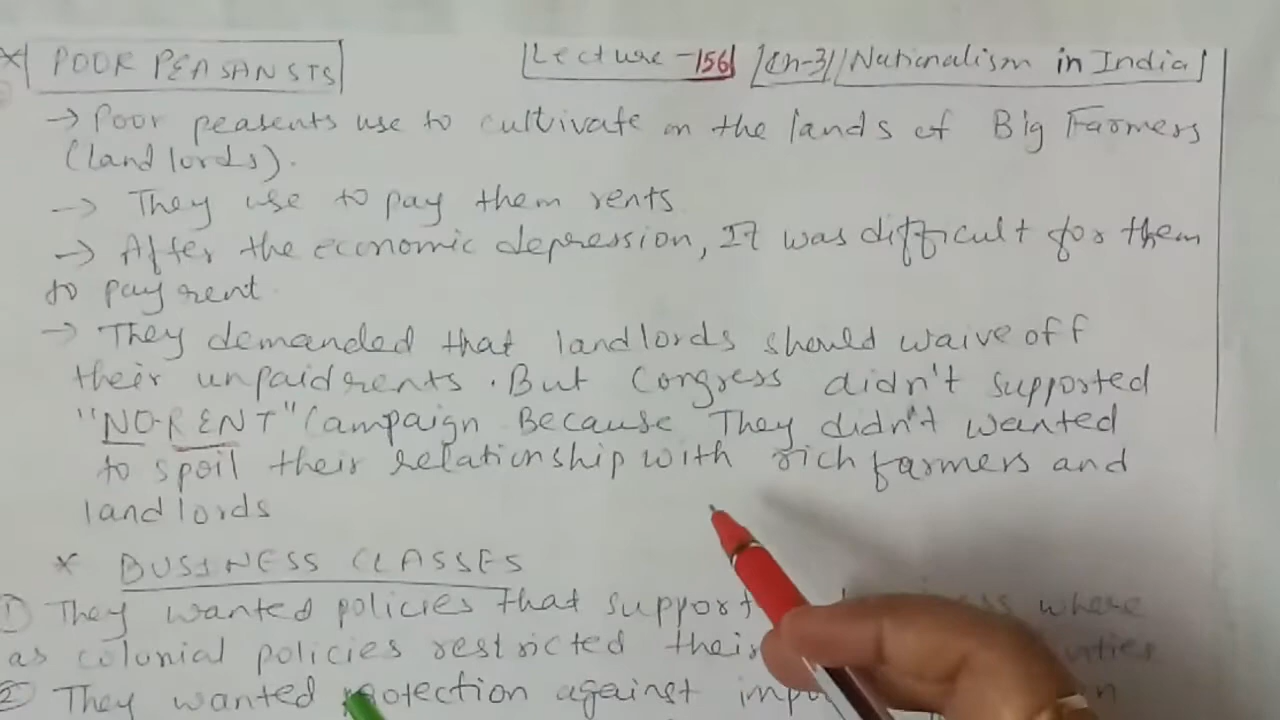 * POOR PEASANSTS
Lecture -156 Ch-3 Nationalism in India
→ Poor peasents use to cultivate on the lands of Big Farmers
(landlords).
→ They use to pay them rents
→ After the economic depression, It was difficult for them
to pay rent
→ They demanded that landlords should waive off
their unpaid rents. But Congress didn't supported
"NO-RENT" Campaign Because They didn't wanted
to spoil their relationship with rich farmers and
landlords
* BUSINESS CLASSES
① They wanted policies that support where
as colonial policies restricted their
② They wanted protection against